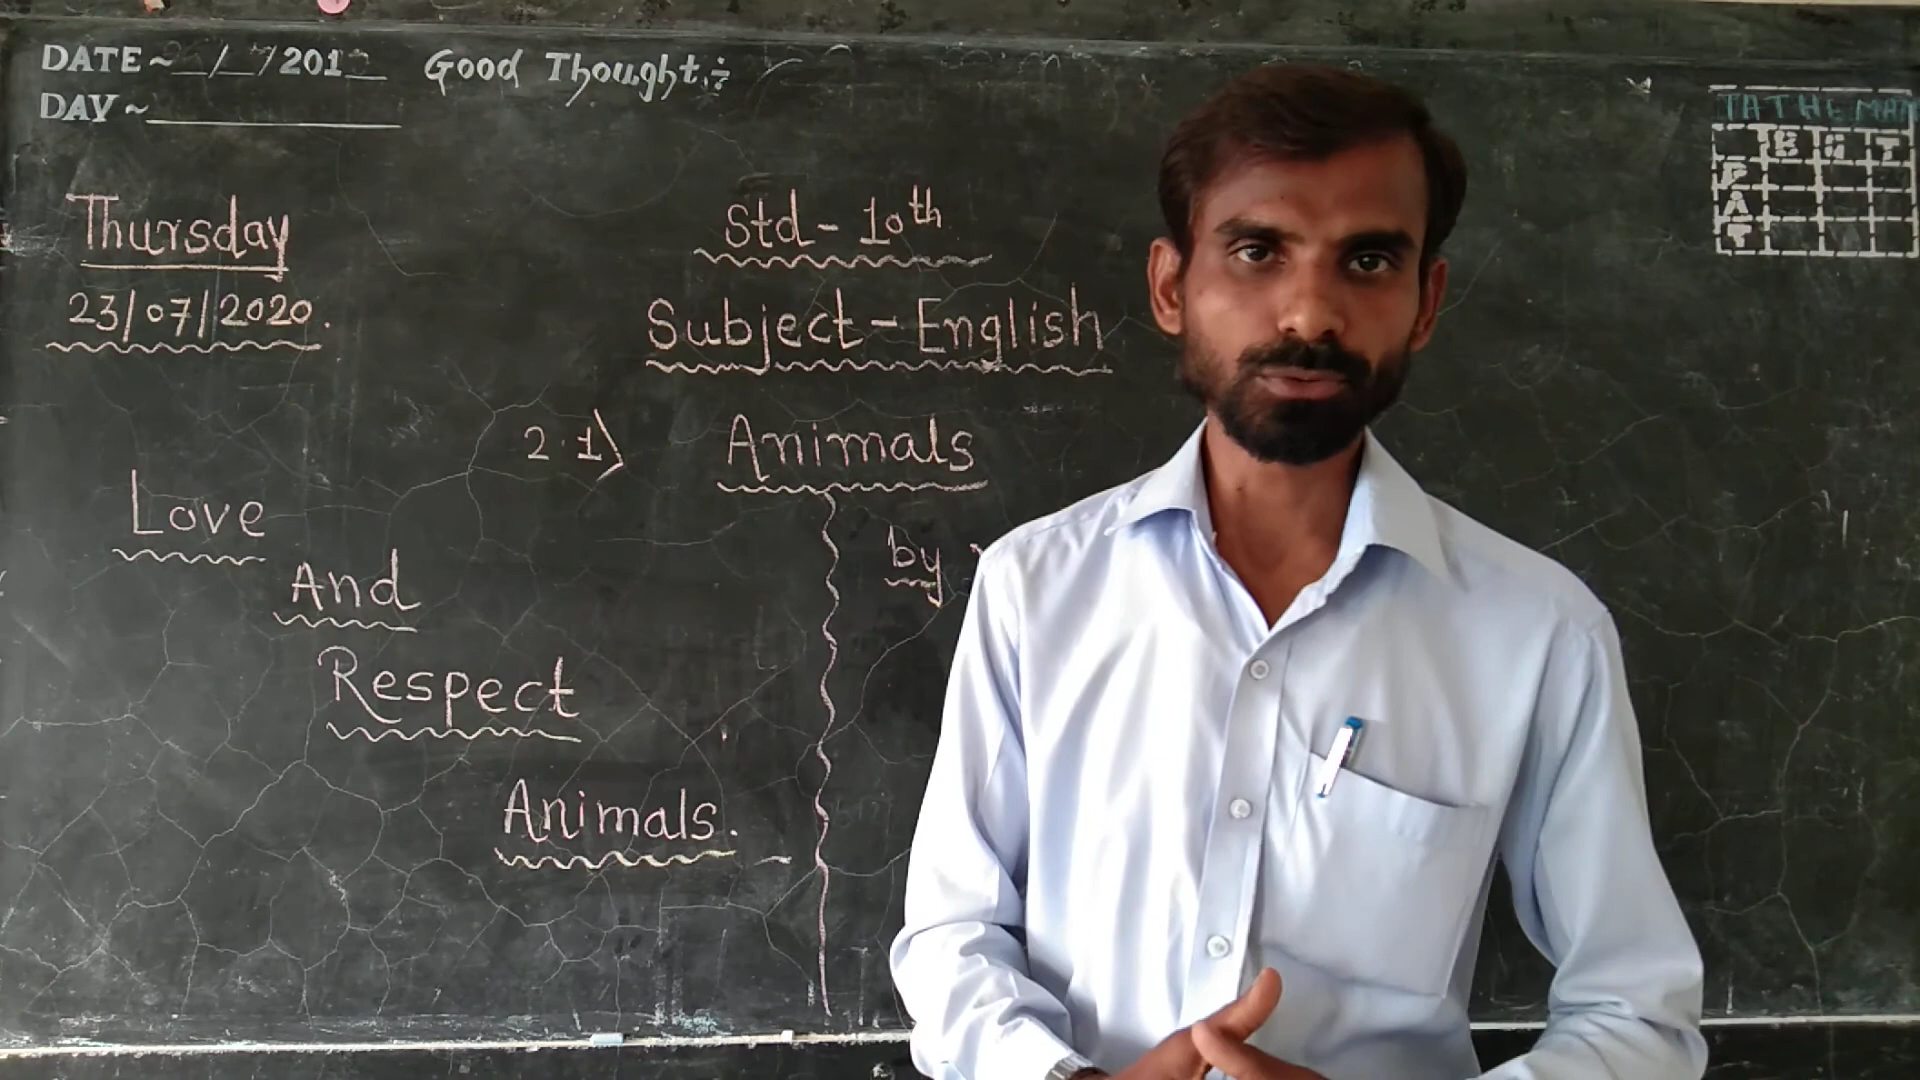 DATE ~ / /201
Good Thought :-
DAY ~
Thursday
23/07/2020.
Std - 10th
Subject - English
2.1) Animals
by
Love
And
Respect
Animals.
TATHEMAN
B G T
P
A
T